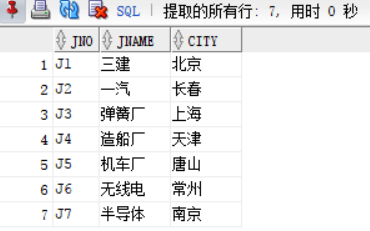 SQL | 提取的所有行: 7, 用时 0 秒
JNO JNAME CITY
1 J1 三建 北京
2 J2 一汽 长春
3 J3 弹簧厂 上海
4 J4 造船厂 天津
5 J5 机车厂 唐山
6 J6 无线电 常州
7 J7 半导体 南京